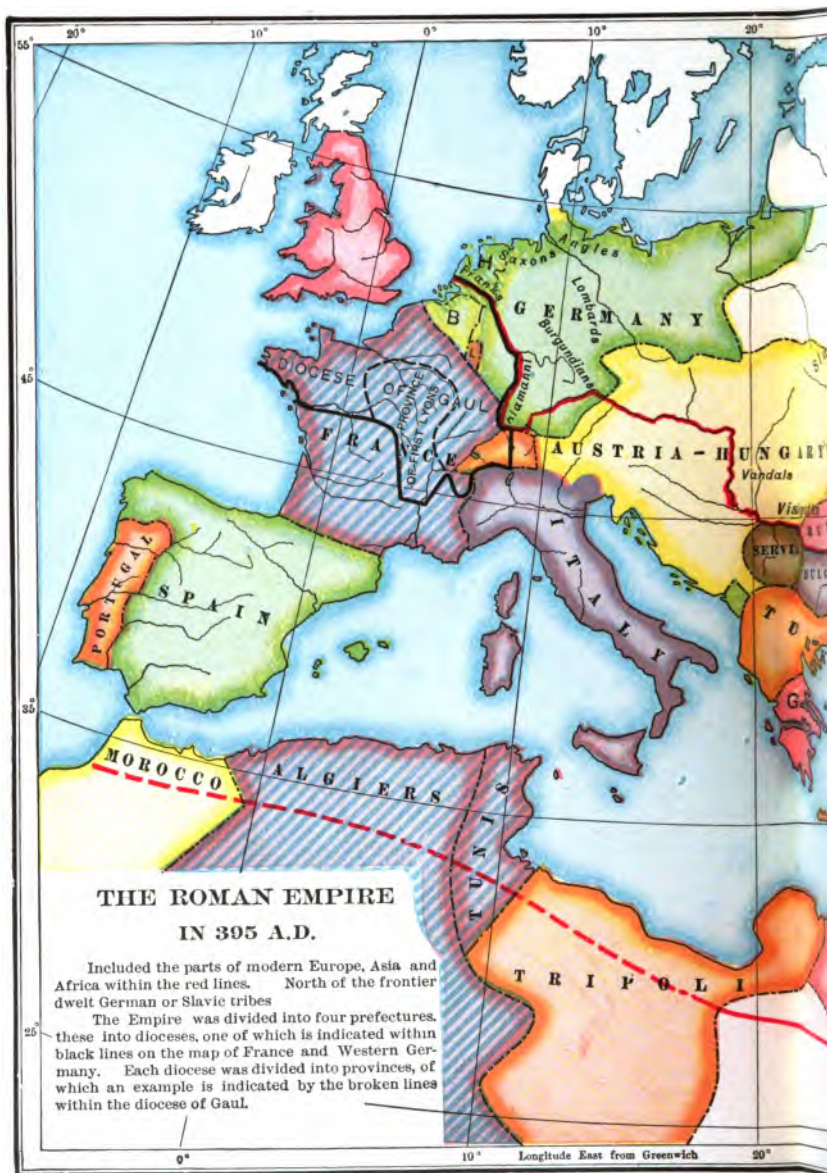 20° 10° 0° 10° 20°
55°
45°
35°
25°
Angles
Saxons
Franks
H
GERMANY
Lombards
Burgundians
Alamanni
B
L
DIOCESE OF GAUL
PROVINCE
OF FIRST LYONS
FRANCE
S
AUSTRIA-HUNGARY
Vandals
SERVI
BULG
ITALY
PORTUGAL
SPAIN
TU
G
MOROCCO
ALGIERS
TUNIS
TRIPOLI
THE ROMAN EMPIRE
IN 395 A.D.
Included the parts of modern Europe, Asia and
Africa within the red lines. North of the frontier
dwelt German or Slavic tribes
The Empire was divided into four prefectures,
these into dioceses, one of which is indicated within
black lines on the map of France and Western Ger-
many. Each diocese was divided into provinces, of
which an example is indicated by the broken lines
within the diocese of Gaul.
0° 10° Longitude East from Greenwich 20°